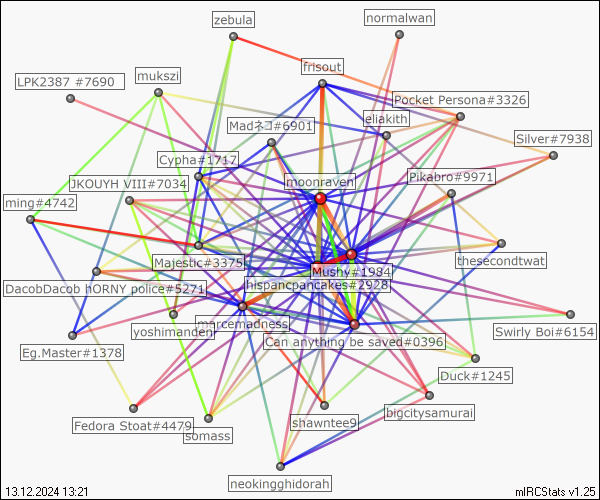 zebula
normalwan
frisout
mukszi
LPK2387 #7690
Pocket Persona#3326
eliakith
Madネコ#6901
Silver#7938
Cypha#1717
Pikabro#9971
moonraven
JKOUYH VIII#7034
ming#4742
thesecondtwat
Majestic#3375
Mushy#1984
hispanpancakes#2928
DacobDacob hORNY police#5271
marcemadness
yoshimanden
Swirly Boi#6154
Can anything be saved#0396
Eg.Master#1378
Duck#1245
bigcitysamurai
Fedora Stoat#4479
shawntee9
somass
neokingghidorah
13.12.2024 13:21
mIRCStats v1.25